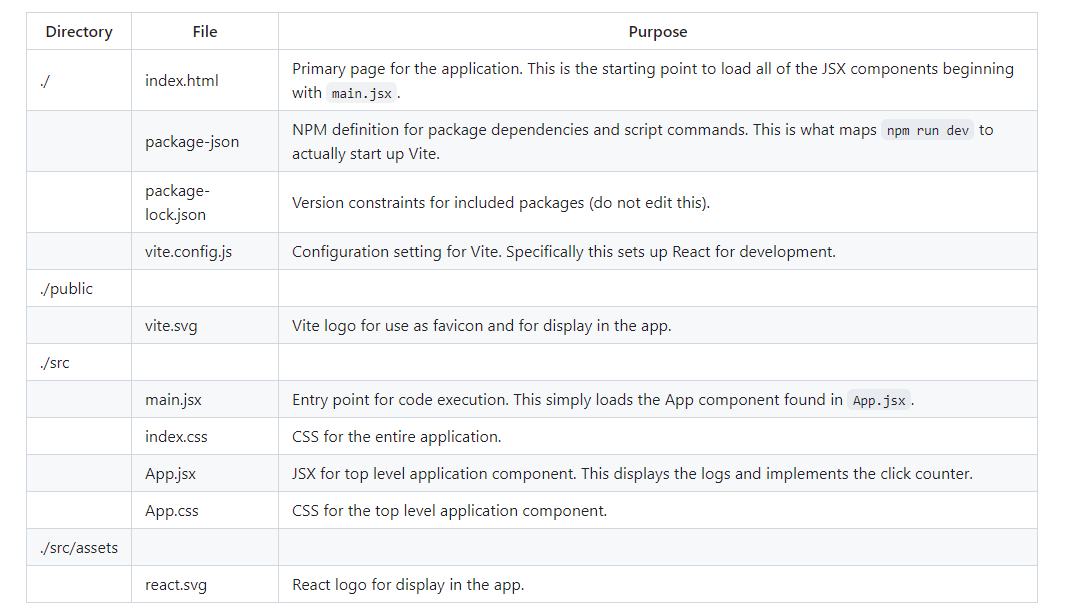 Directory File Purpose
./ index.html Primary page for the application. This is the starting point to load all of the JSX components beginning
with main.jsx .
package-json NPM definition for package dependencies and script commands. This is what maps npm run dev to
actually start up Vite.
package-
lock.json Version constraints for included packages (do not edit this).
vite.config.js Configuration setting for Vite. Specifically this sets up React for development.
./public
vite.svg Vite logo for use as favicon and for display in the app.
./src
main.jsx Entry point for code execution. This simply loads the App component found in App.jsx .
index.css CSS for the entire application.
App.jsx JSX for top level application component. This displays the logs and implements the click counter.
App.css CSS for the top level application component.
./src/assets
react.svg React logo for display in the app.